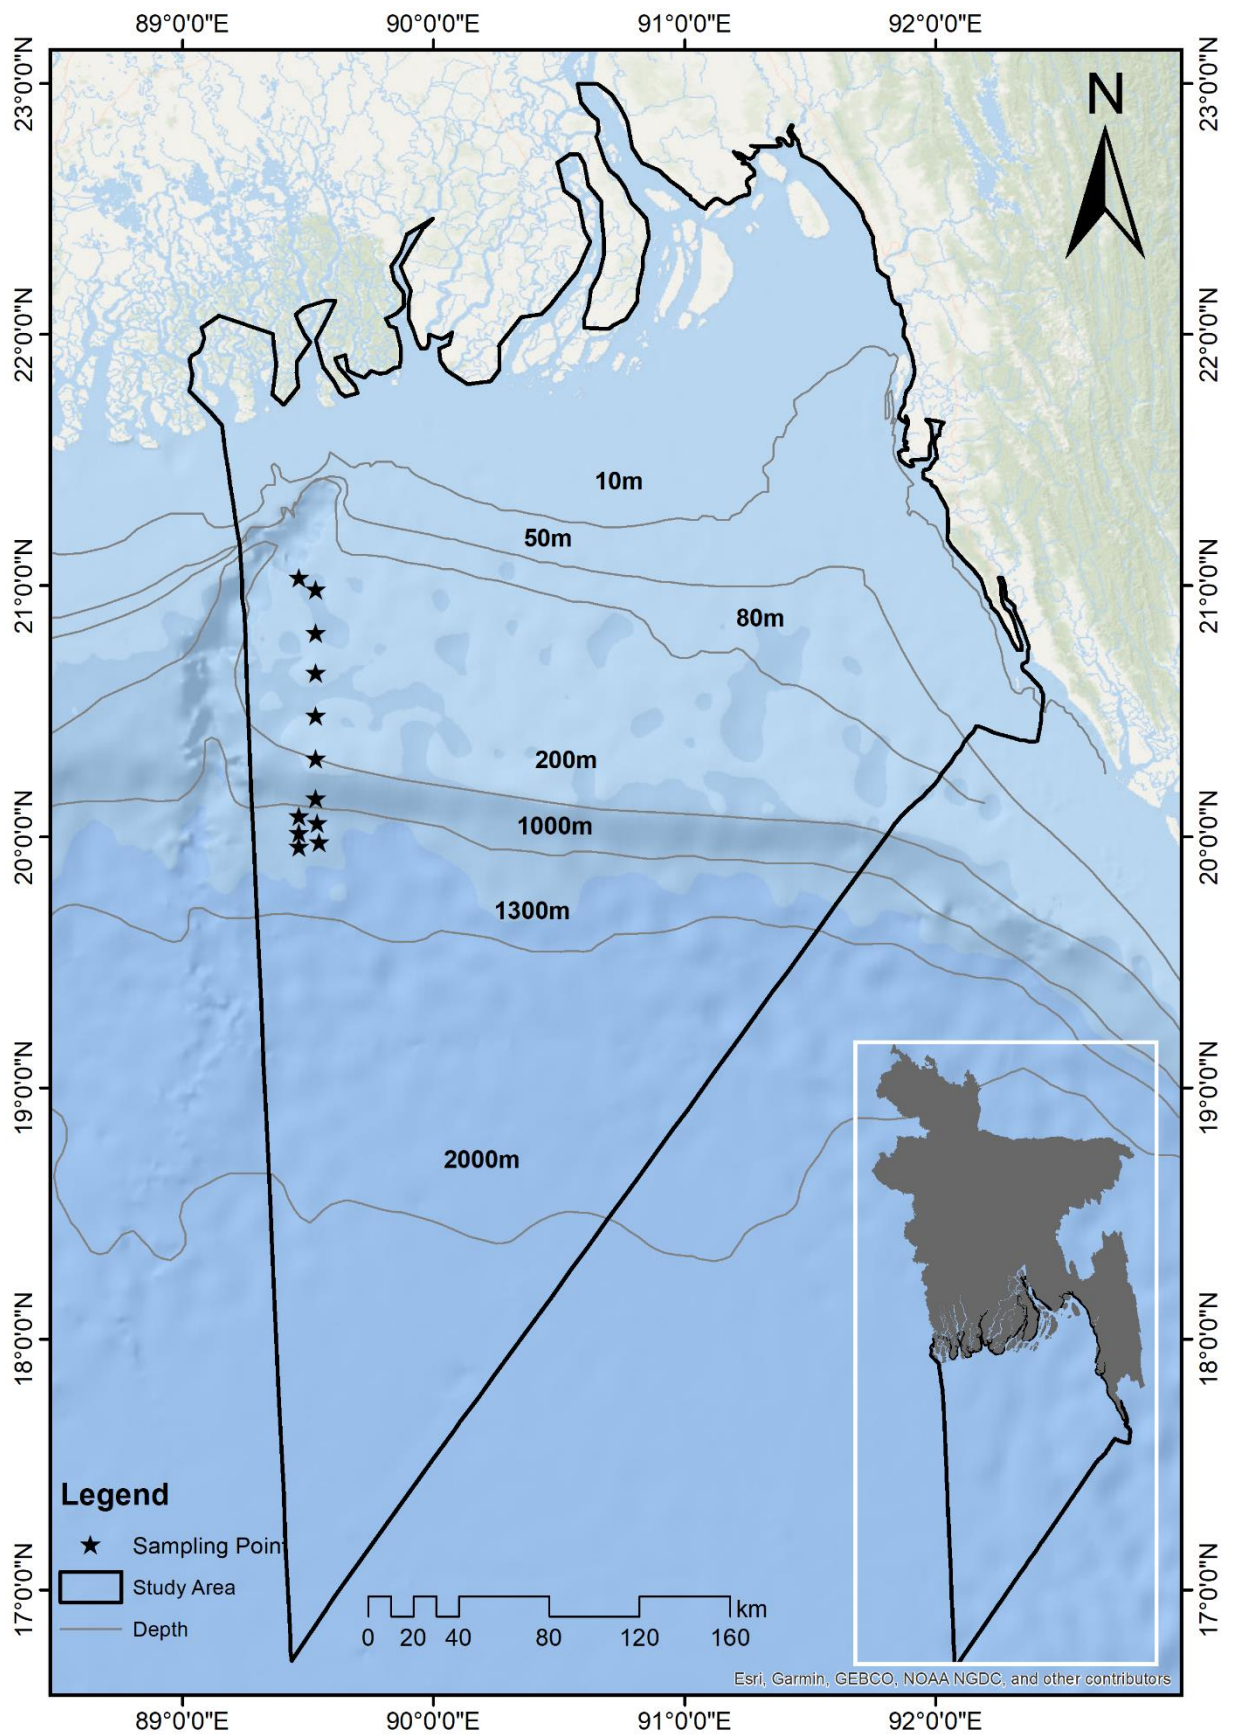 89°0'0"E 90°0'0"E 91°0'0"E 92°0'0"E
23°0'0"N 23°0'0"N
N
22°0'0"N 22°0'0"N
10m
50m
21°0'0"N 21°0'0"N
80m
200m
1000m
20°0'0"N 20°0'0"N
1300m
19°0'0"N 19°0'0"N
2000m
18°0'0"N 18°0'0"N
Legend
Sampling Point
17°0'0"N 17°0'0"N
Study Area
Depth
km
0 20 40 80 120 160
Esri, Garmin, GEBCO, NOAA NGDC, and other contributors
89°0'0"E 90°0'0"E 91°0'0"E 92°0'0"E